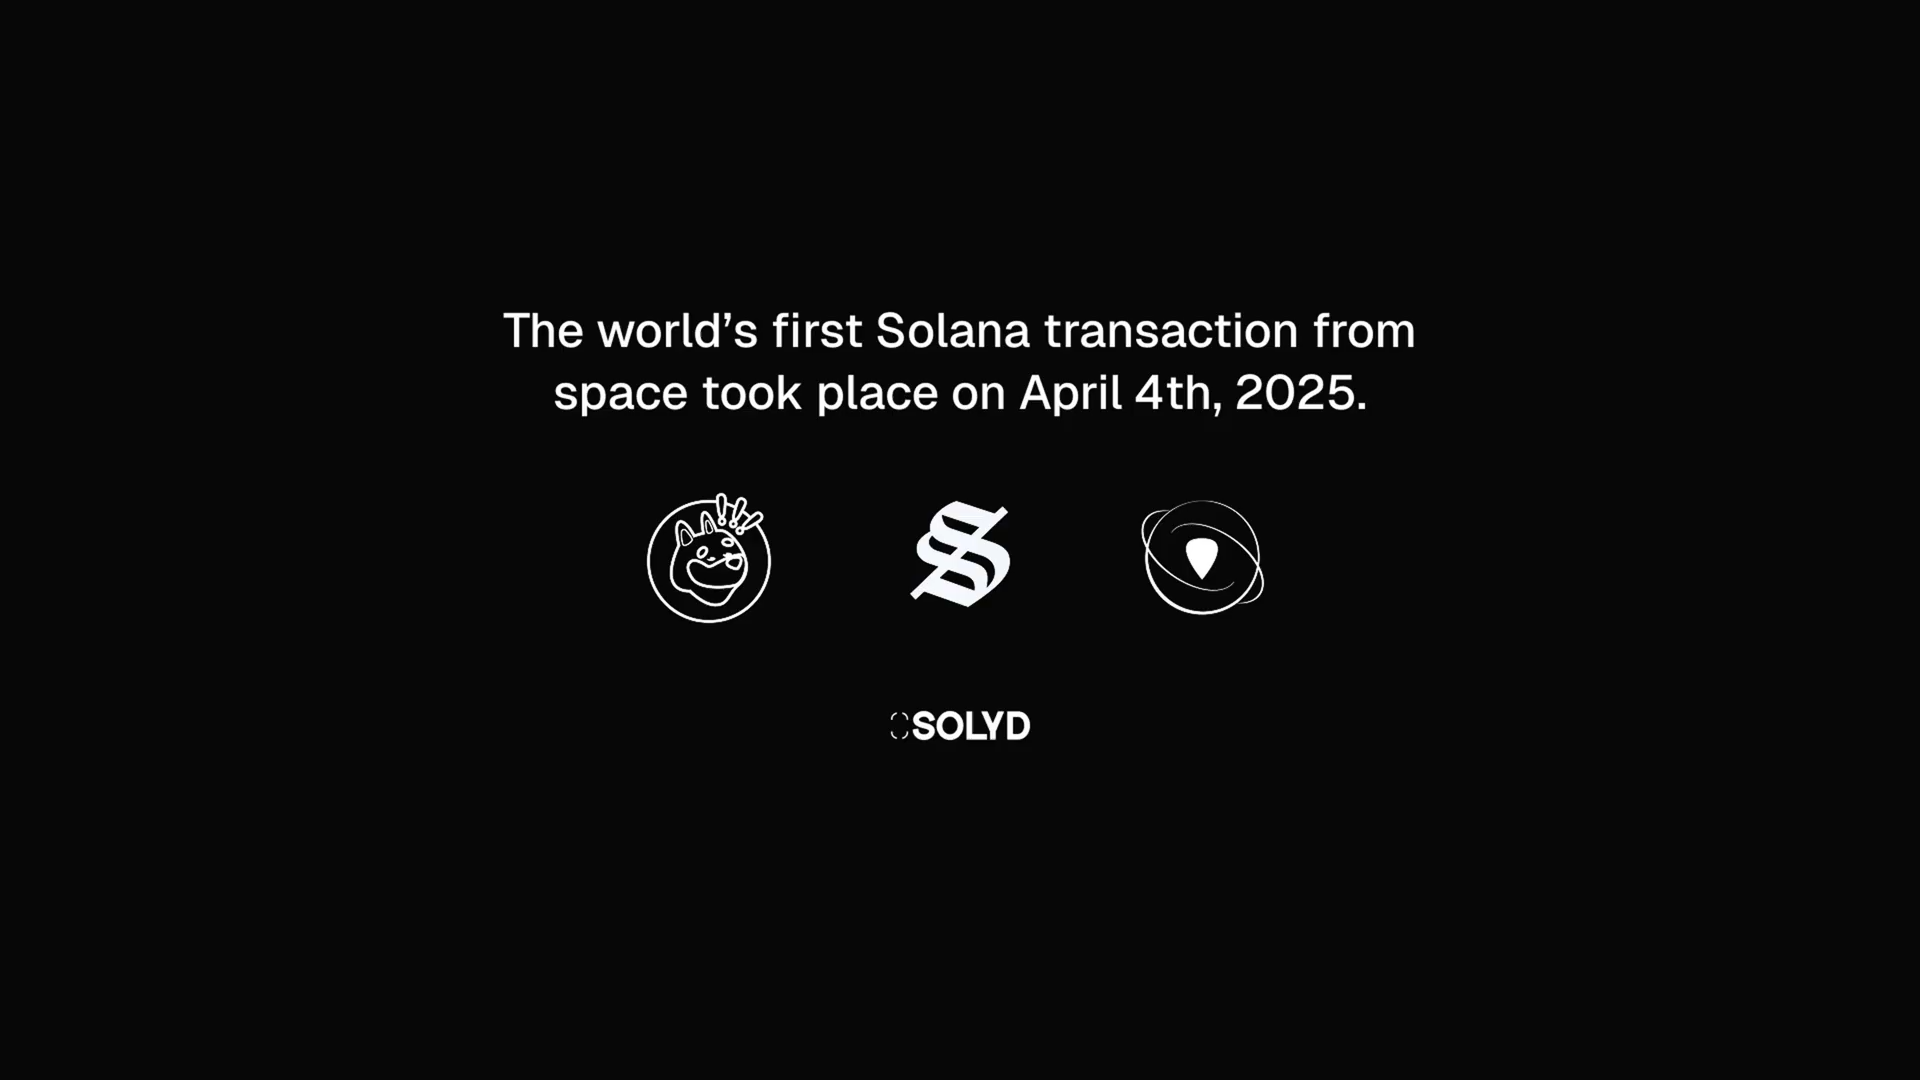 The world’s first Solana transaction from
space took place on April 4th, 2025.
SOLYD